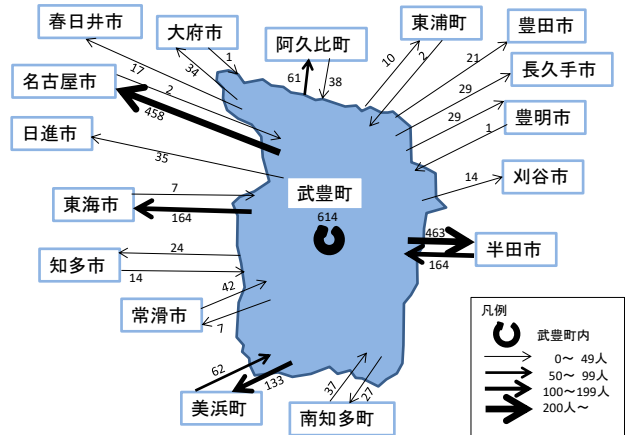 春日井市
大府市
阿久比町
東浦町
豊田市
名古屋市
長久手市
豊明市
日進市
刈谷市
東海市
武豊町
半田市
知多市
常滑市
美浜町
南知多町
17
34
1
61
38
10
2
21
29
29
1
2
458
35
14
7
164
614
463
164
24
14
42
7
62
133
37
27
凡例
武豊町内
0～ 49人
50～ 99人
100～199人
200人～